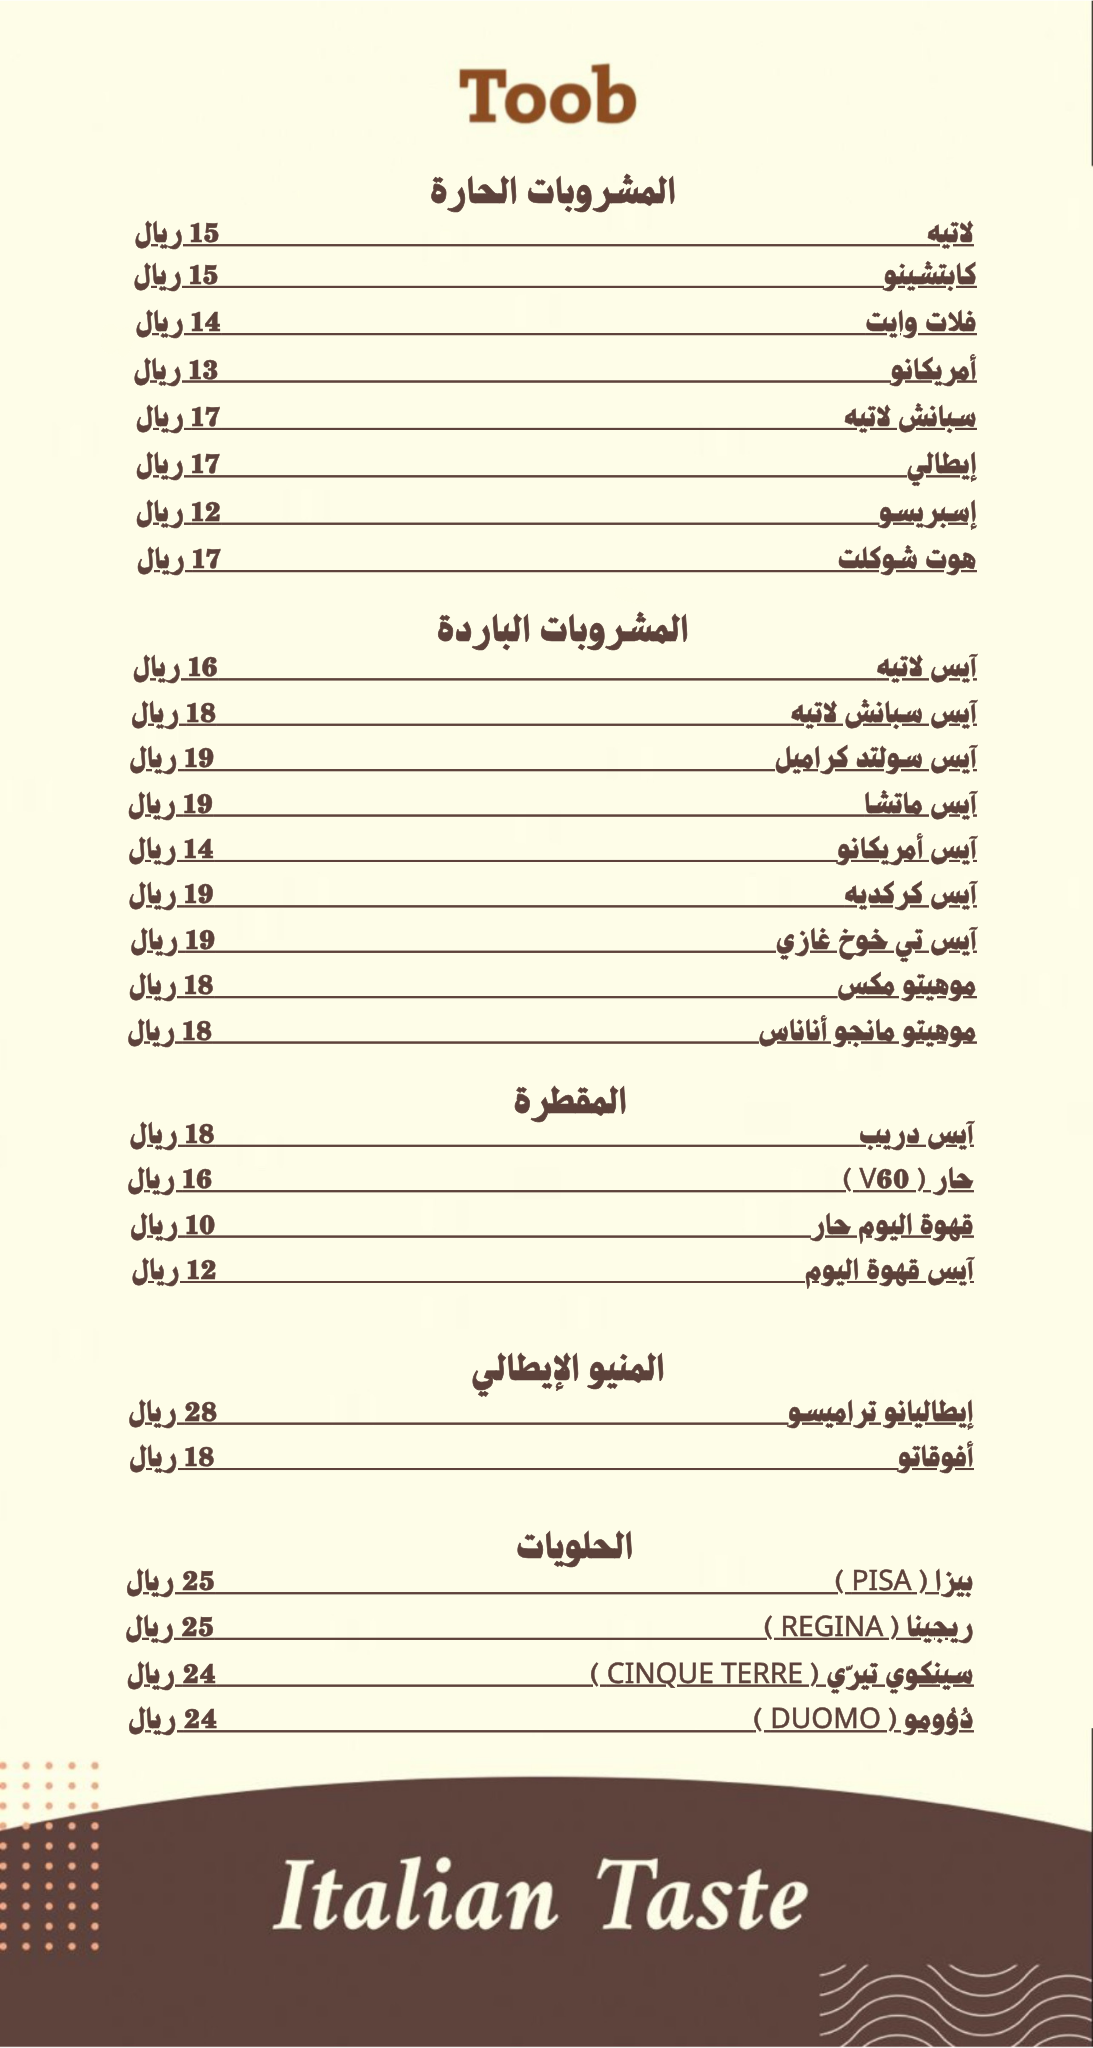 Toob
المشروبات الحارة
لاتيه 15 ريال
كابتشينو 15 ريال
فلات وايت 14 ريال
أمريكانو 13 ريال
سبانش لاتيه 17 ريال
إيطالي 17 ريال
إسبريسو 12 ريال
هوت شوكلت 17 ريال
المشروبات الباردة
آيس لاتيه 16 ريال
آيس سبانش لاتيه 18 ريال
آيس سولتد كراميل 19 ريال
آيس ماتشا 19 ريال
آيس أمريكانو 14 ريال
آيس كركديه 19 ريال
آيس تي خوخ غازي 19 ريال
موهيتو مكس 18 ريال
موهيتو مانجو أناناس 18 ريال
المقطرة
آيس دريب 18 ريال
حار ( V60 ) 16 ريال
قهوة اليوم حار 10 ريال
آيس قهوة اليوم 12 ريال
المنيو الإيطالي
إيطاليانو تراميسو 28 ريال
أفوقاتو 18 ريال
الحلويات
بيزا ( PISA ) 25 ريال
ريجينا ( REGINA ) 25 ريال
سينكوي تيرّي ( CINQUE TERRE ) 24 ريال
دُؤومو ( DUOMO ) 24 ريال
Italian Taste